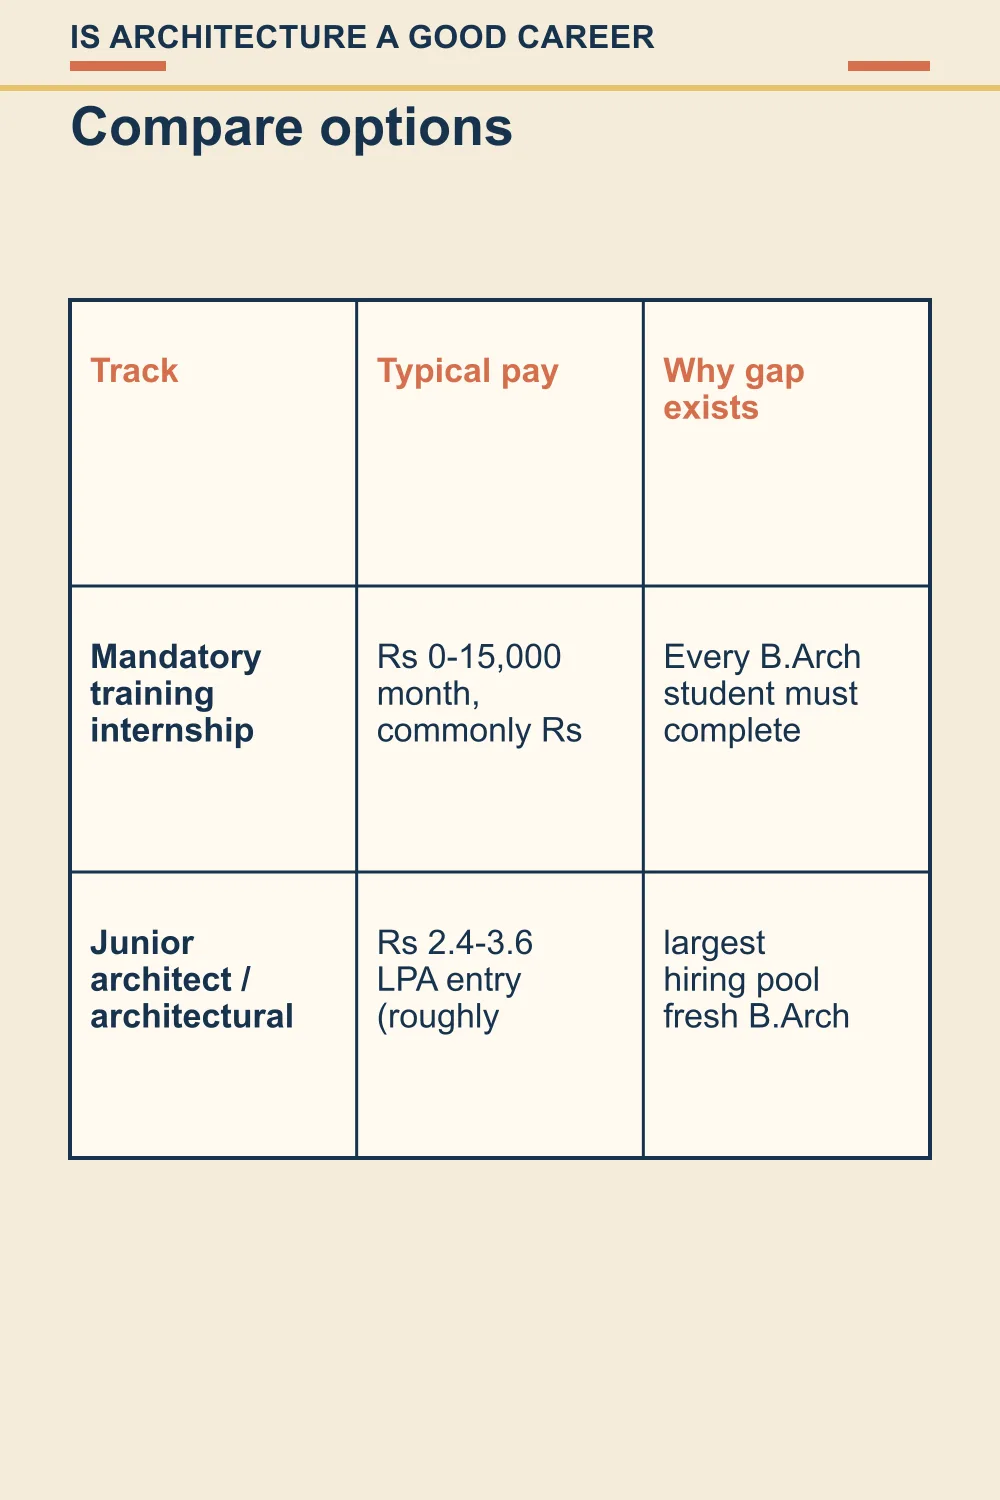 IS ARCHITECTURE A GOOD CAREER
Compare options
Track
Typical pay
Why gap
exists
Mandatory
training
internship
Rs 0-15,000
month,
commonly Rs
Every B.Arch
student must
complete
Junior
architect /
architectural
Rs 2.4-3.6
LPA entry
(roughly
largest
hiring pool
fresh B.Arch